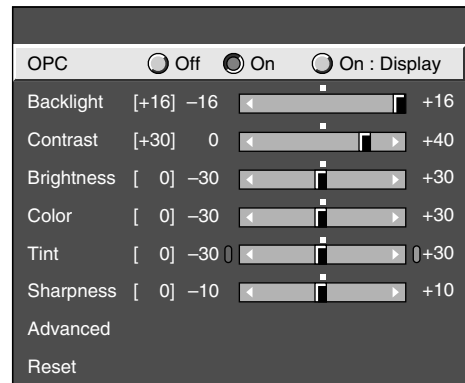 OPC Off On On : Display
Backlight [+16] –16 +16
Contrast [+30] 0 +40
Brightness [ 0] –30 +30
Color [ 0] –30 +30
Tint [ 0] –30 +30
Sharpness [ 0] –10 +10
Advanced
Reset